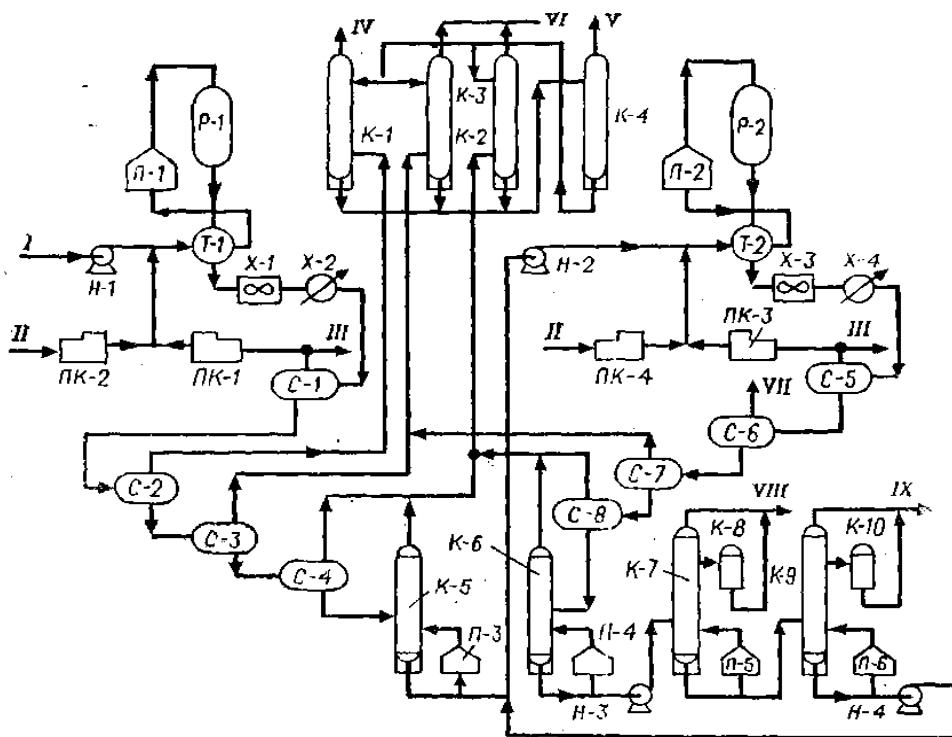 IV VI V
Р-1 К-3 Р-2
К-1 К-2 К-4
П-1 П-2
I Т-1 Т-2
Н-1 Х-1 Х-2 Н-2 Х-3 Х-4
II III II ПК-3 III
ПК-2 ПК-1 ПК-4
С-1 VII С-5
С-6
С-2 С-7
С-3 С-8 VIII IX
С-4 К-6 К-8 К-10
К-5 К-7 К-9
П-3 П-4 П-5 П-6
Н-3 Н-4